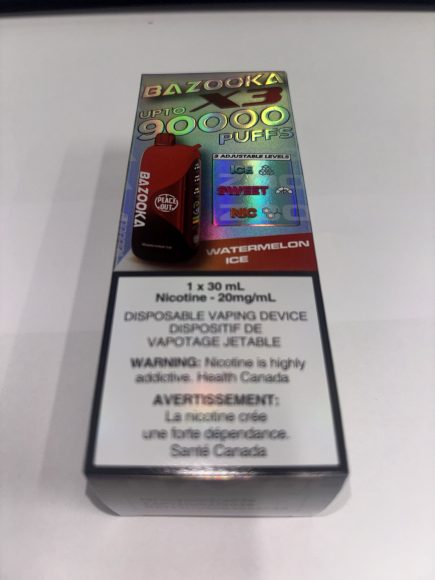 BAZOOKA
X3
UPTO
90000
PUFFS
3 ADJUSTABLE LEVELS
ICE
SWEET
NIC
BAZOOKA
PEACE
OUT
WATERMELON
ICE
1 x 30 mL
Nicotine - 20mg/mL
DISPOSABLE VAPING DEVICE
DISPOSITIF DE
VAPOTAGE JETABLE
WARNING: Nicotine is highly
addictive. Health Canada
AVERTISSEMENT:
La nicotine crée
une forte dépendance.
Santé Canada